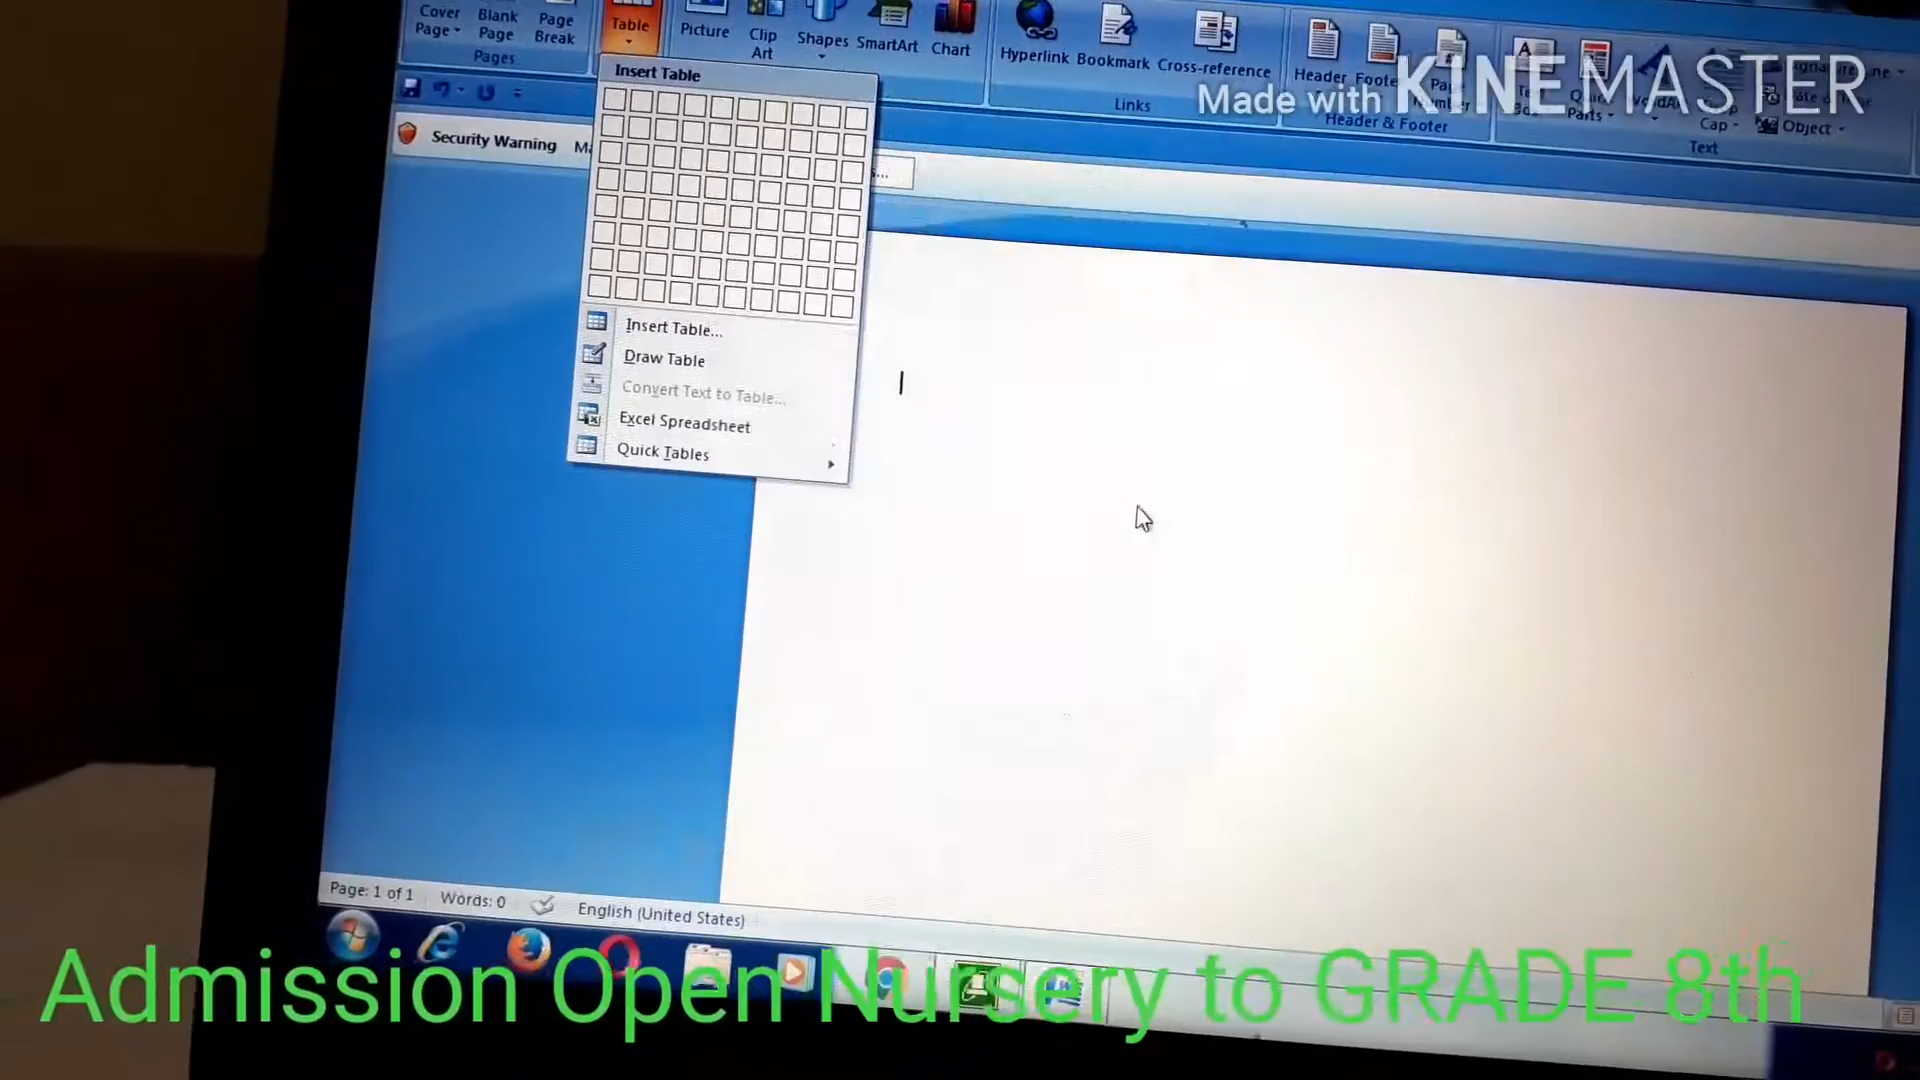 Cover Page
Blank Page
Page Break
Table
Picture
Clip Art
Shapes
SmartArt
Chart
Hyperlink
Bookmark
Cross-reference
Header
Pages
Links
Header & Footer
Text
Cap
Object
Made with KINEMASTER
Insert Table
Security Warning
Insert Table...
Draw Table
Convert Text to Table...
Excel Spreadsheet
Quick Tables
Page: 1 of 1
Words: 0
English (United States)
Admission Open Nursery to GRADE 8th